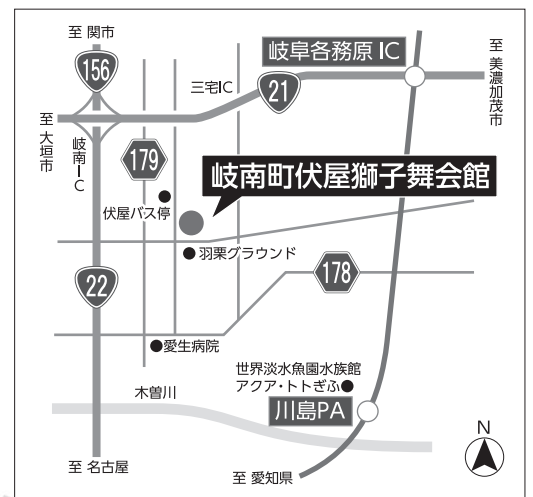 至 関市
156
岐阜各務原 IC
至 美濃加茂市
三宅IC
21
至 大垣市
岐南IC
179
岐南町伏屋獅子舞会館
伏屋バス停
羽栗グラウンド
22
178
愛生病院
世界淡水魚園水族館
アクア・トトぎふ
木曽川
川島PA
N
至 名古屋
至 愛知県